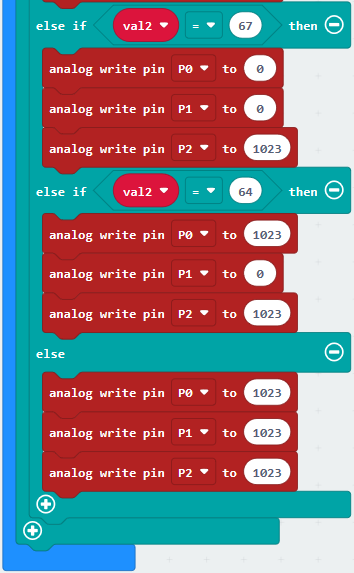 else if val2 = 67 then
analog write pin P0 to 0
analog write pin P1 to 0
analog write pin P2 to 1023
else if val2 = 64 then
analog write pin P0 to 1023
analog write pin P1 to 0
analog write pin P2 to 1023
else
analog write pin P0 to 1023
analog write pin P1 to 1023
analog write pin P2 to 1023